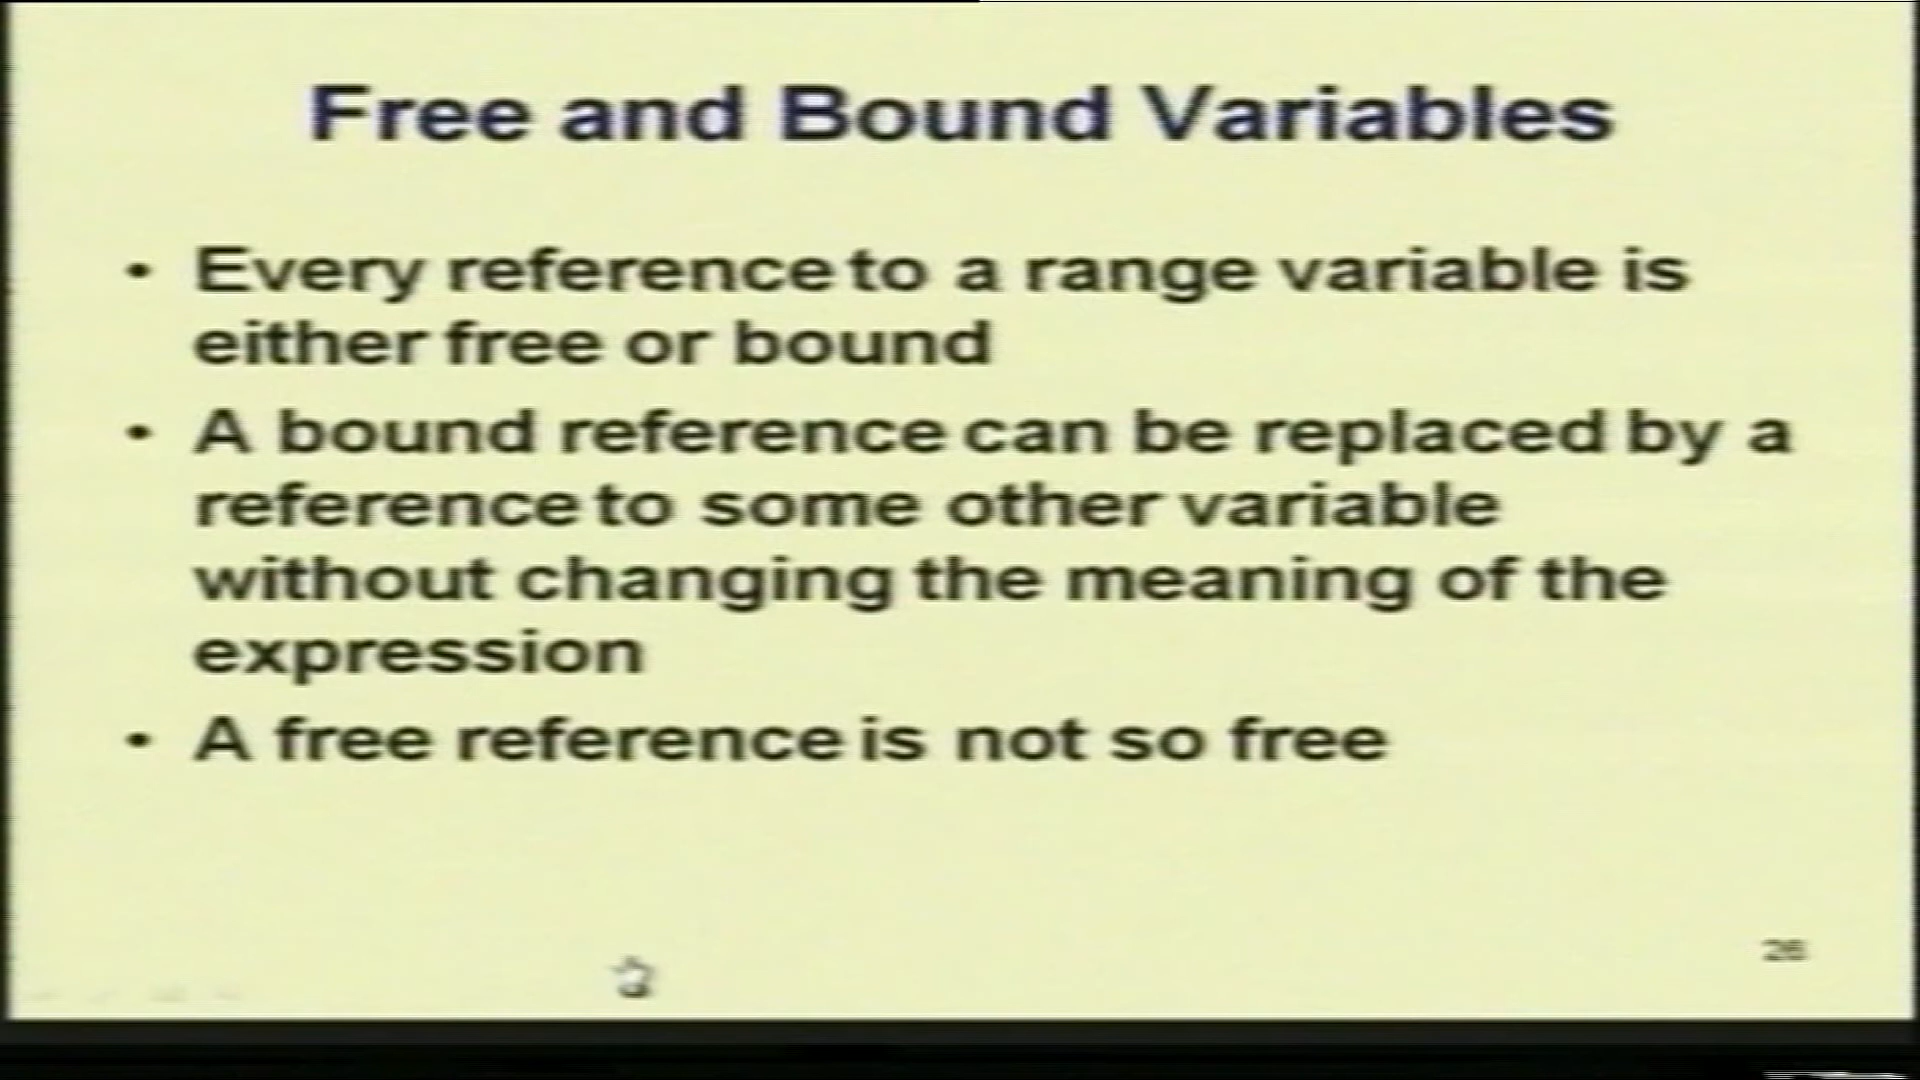 Free and Bound Variables
• Every reference to a range variable is
either free or bound
• A bound reference can be replaced by a
reference to some other variable
without changing the meaning of the
expression
• A free reference is not so free
26